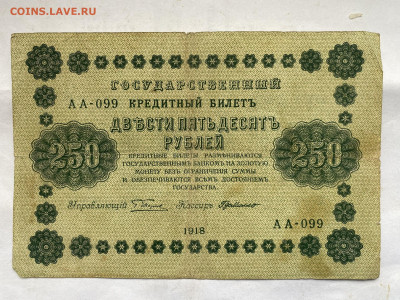 COINS.LAVE.RU
ГОСУДАРСТВЕННЫЙ
АА-099 КРЕДИТНЫЙ БИЛЕТЪ
ДВѢСТИ ПЯТЬДЕСЯТЪ
РУБЛЕЙ
250 250
КРЕДИТНЫЕ БИЛЕТЫ РАЗМѢНИВАЮТСЯ
ГОСУДАРСТВЕННЫМЪ БАНКОМЪ НА ЗОЛОТУЮ
МОНЕТУ БЕЗЪ ОГРАНИЧЕНІЯ СУММЫ
И ОБЕЗПЕЧИВАЮТСЯ ВСѢМЪ ДОСТОЯНІЕМЪ
ГОСУДАРСТВА.
Управляющій Кассиръ
1918 АА-099